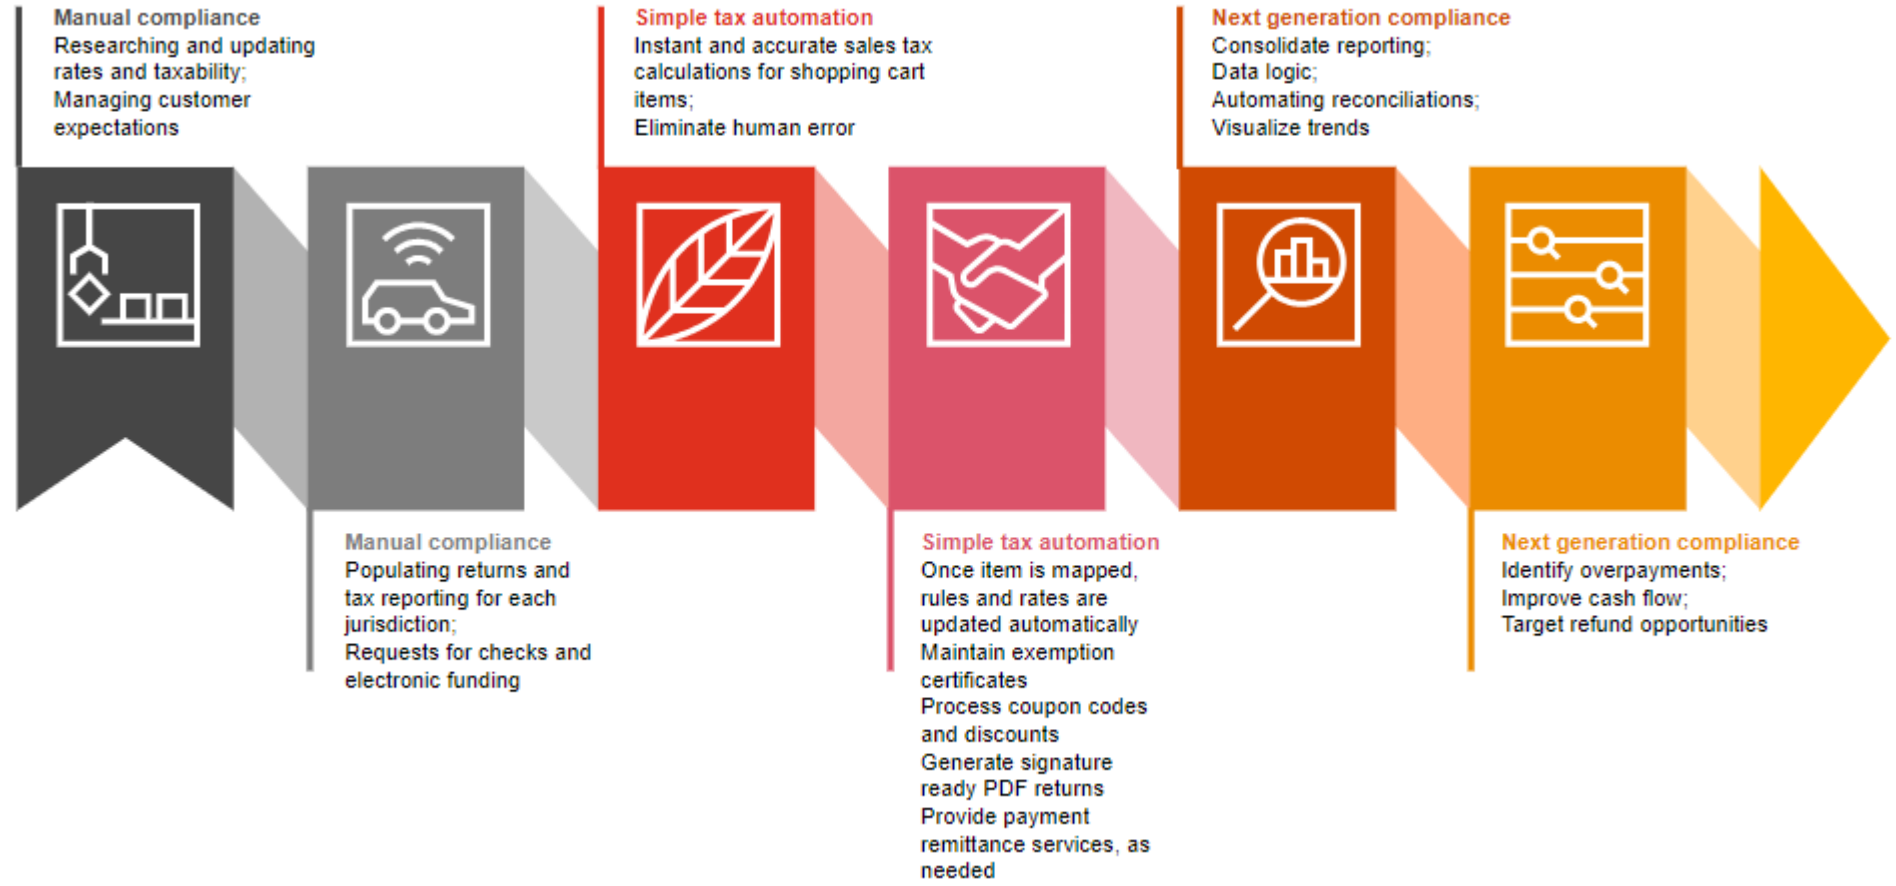 Manual compliance
Researching and updating
rates and taxability;
Managing customer
expectations
Simple tax automation
Instant and accurate sales tax
calculations for shopping cart
items;
Eliminate human error
Next generation compliance
Consolidate reporting;
Data logic;
Automating reconciliations;
Visualize trends
Manual compliance
Populating returns and
tax reporting for each
jurisdiction;
Requests for checks and
electronic funding
Simple tax automation
Once item is mapped,
rules and rates are
updated automatically
Maintain exemption
certificates
Process coupon codes
and discounts
Generate signature
ready PDF returns
Provide payment
remittance services, as
needed
Next generation compliance
Identify overpayments;
Improve cash flow;
Target refund opportunities